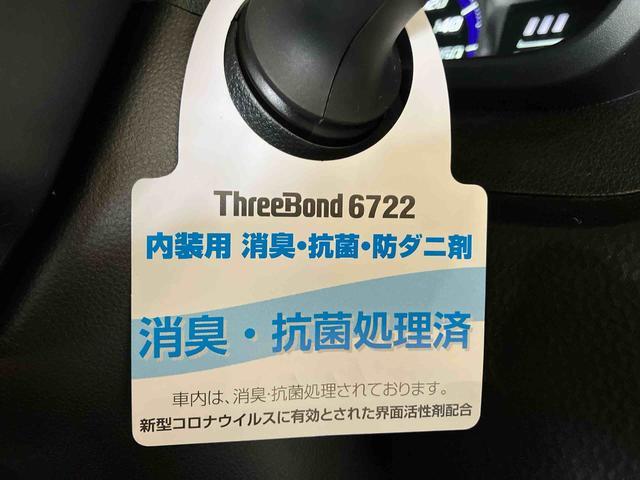 20
140
160
ThreeBond 6722
内装用 消臭・抗菌・防ダニ剤
消臭・抗菌処理済
車内は、消臭・抗菌処理されております。
新型コロナウイルスに有効とされた界面活性剤配合